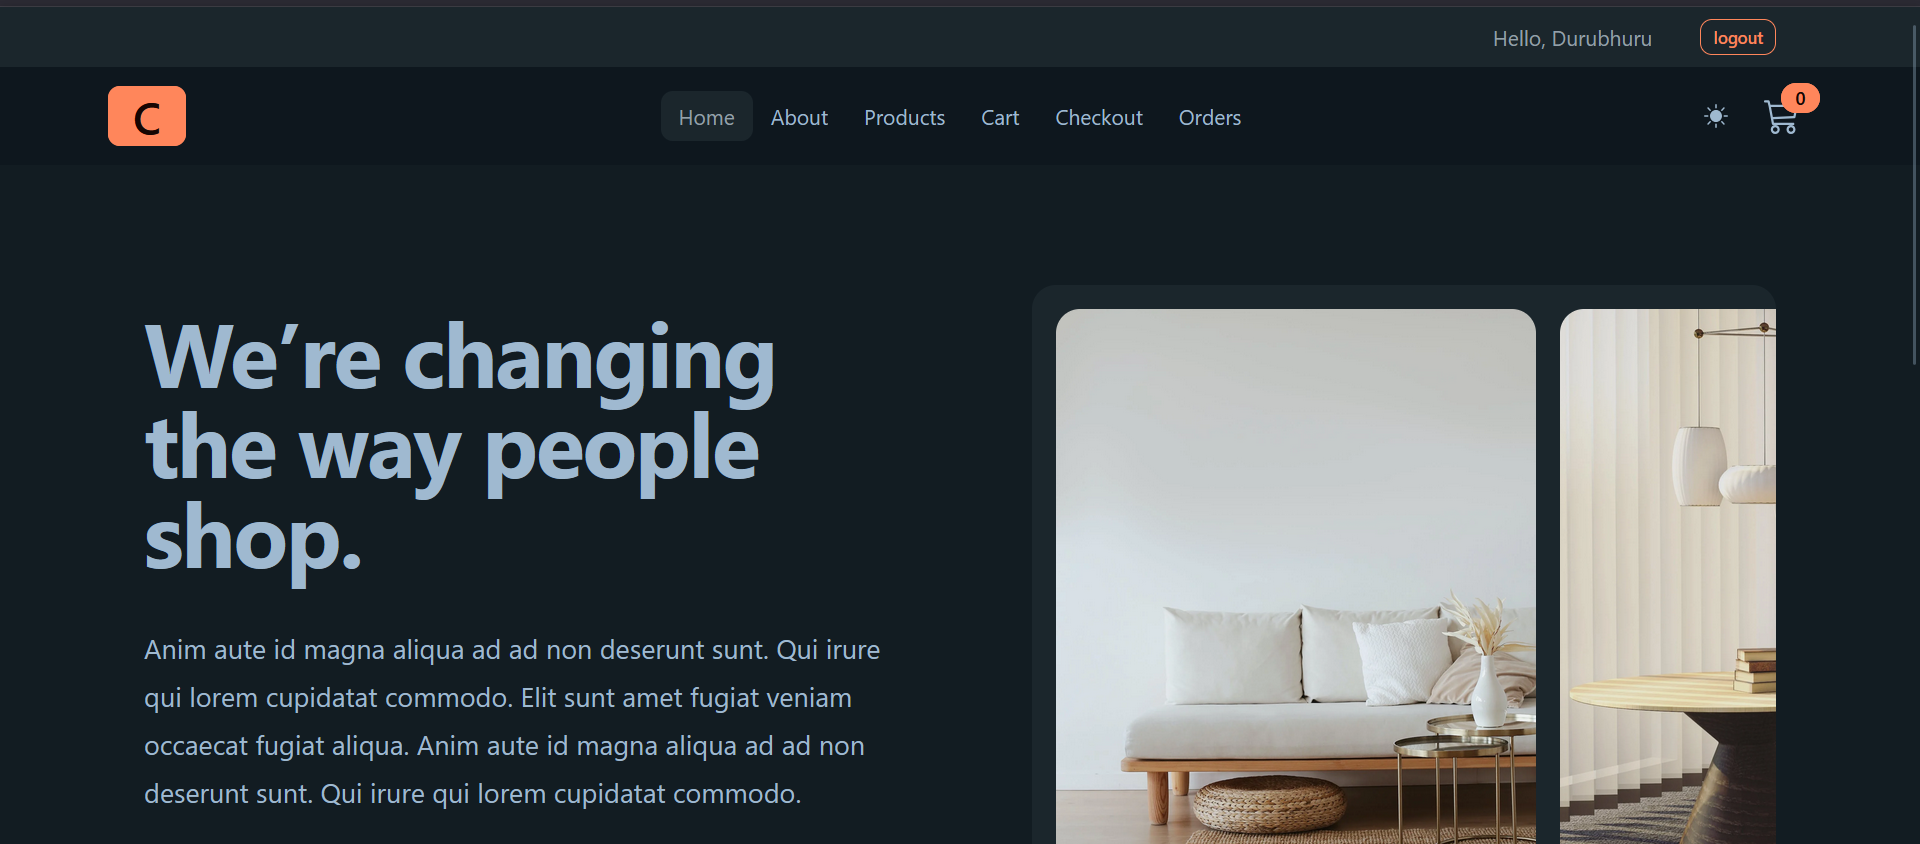 Hello, Durubhuru logout
C Home About Products Cart Checkout Orders 0
We’re changing
the way people
shop.
Anim aute id magna aliqua ad ad non deserunt sunt. Qui irure
qui lorem cupidatat commodo. Elit sunt amet fugiat veniam
occaecat fugiat aliqua. Anim aute id magna aliqua ad ad non
deserunt sunt. Qui irure qui lorem cupidatat commodo.